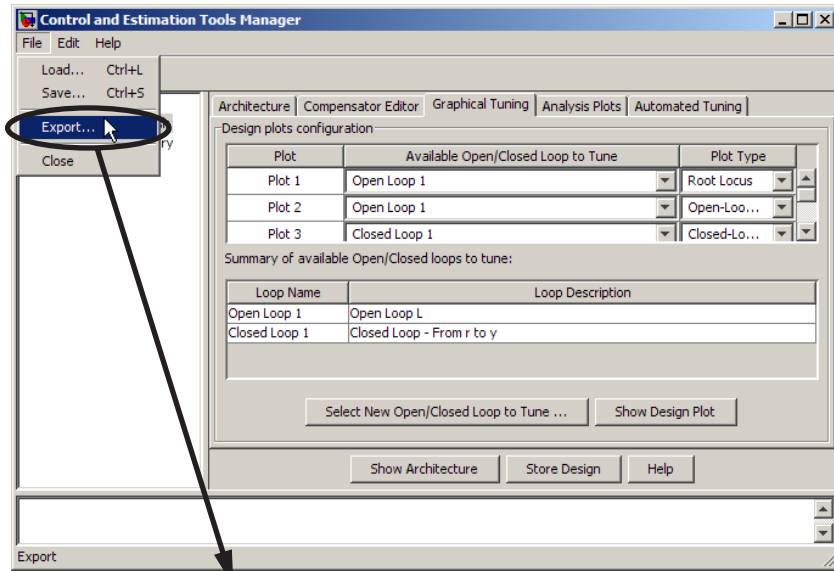 Control and Estimation Tools Manager
File Edit Help
Load... Ctrl+L
Save... Ctrl+S
Export...
Close
Architecture Compensator Editor Graphical Tuning Analysis Plots Automated Tuning
Design plots configuration
Plot Available Open/Closed Loop to Tune Plot Type
Plot 1 Open Loop 1 Root Locus
Plot 2 Open Loop 1 Open-Loo...
Plot 3 Closed Loop 1 Closed-Lo...
Summary of available Open/Closed loops to tune:
Loop Name Loop Description
Open Loop 1 Open Loop L
Closed Loop 1 Closed Loop - From r to y
Select New Open/Closed Loop to Tune ... Show Design Plot
Show Architecture Store Design Help
Export